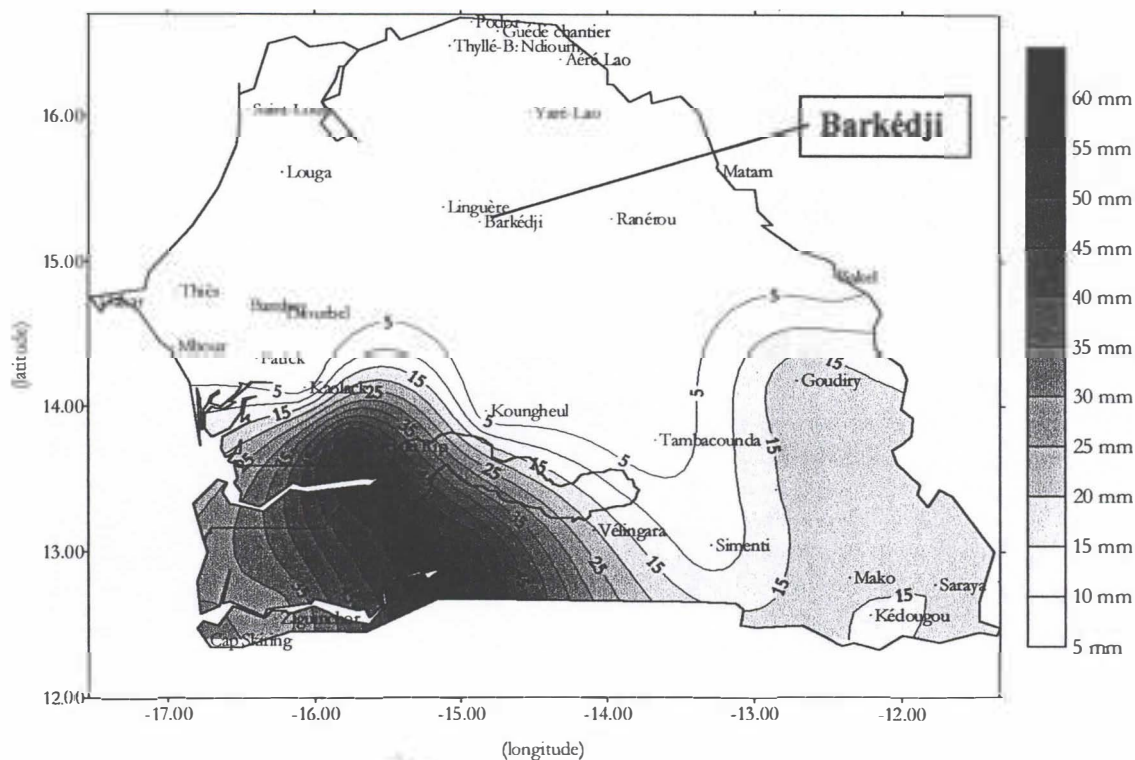 Podor
Guédé chantier
Thyllé-B: Ndioum
Aéré Lao
60 mm
16.00
Saint-Louis
Yaré-Lao
Barkédji
55 mm
Louga
Matam
50 mm
Linguère
Barkédji
Ranérou
45 mm
15.00
Bakel
40 mm
Thiès
5
Dakar
Bambey
Diourbel
5
35 mm
(latitude)
Mbour
Fatick
15
5
Kaolack
25
15
Goudiry
30 mm
5
14.00
15
Koungheul
5
Tambacounda
25 mm
15
5
15
25
20 mm
Vélingara
13.00
Simenti
15
15 mm
25
15
Mako
Saraya
15
10 mm
Ziguinchor
Kédougou
Cap Skiring
5 mm
12.00
-17.00
-16.00
-15.00
-14.00
-13.00
-12.00
(longitude)